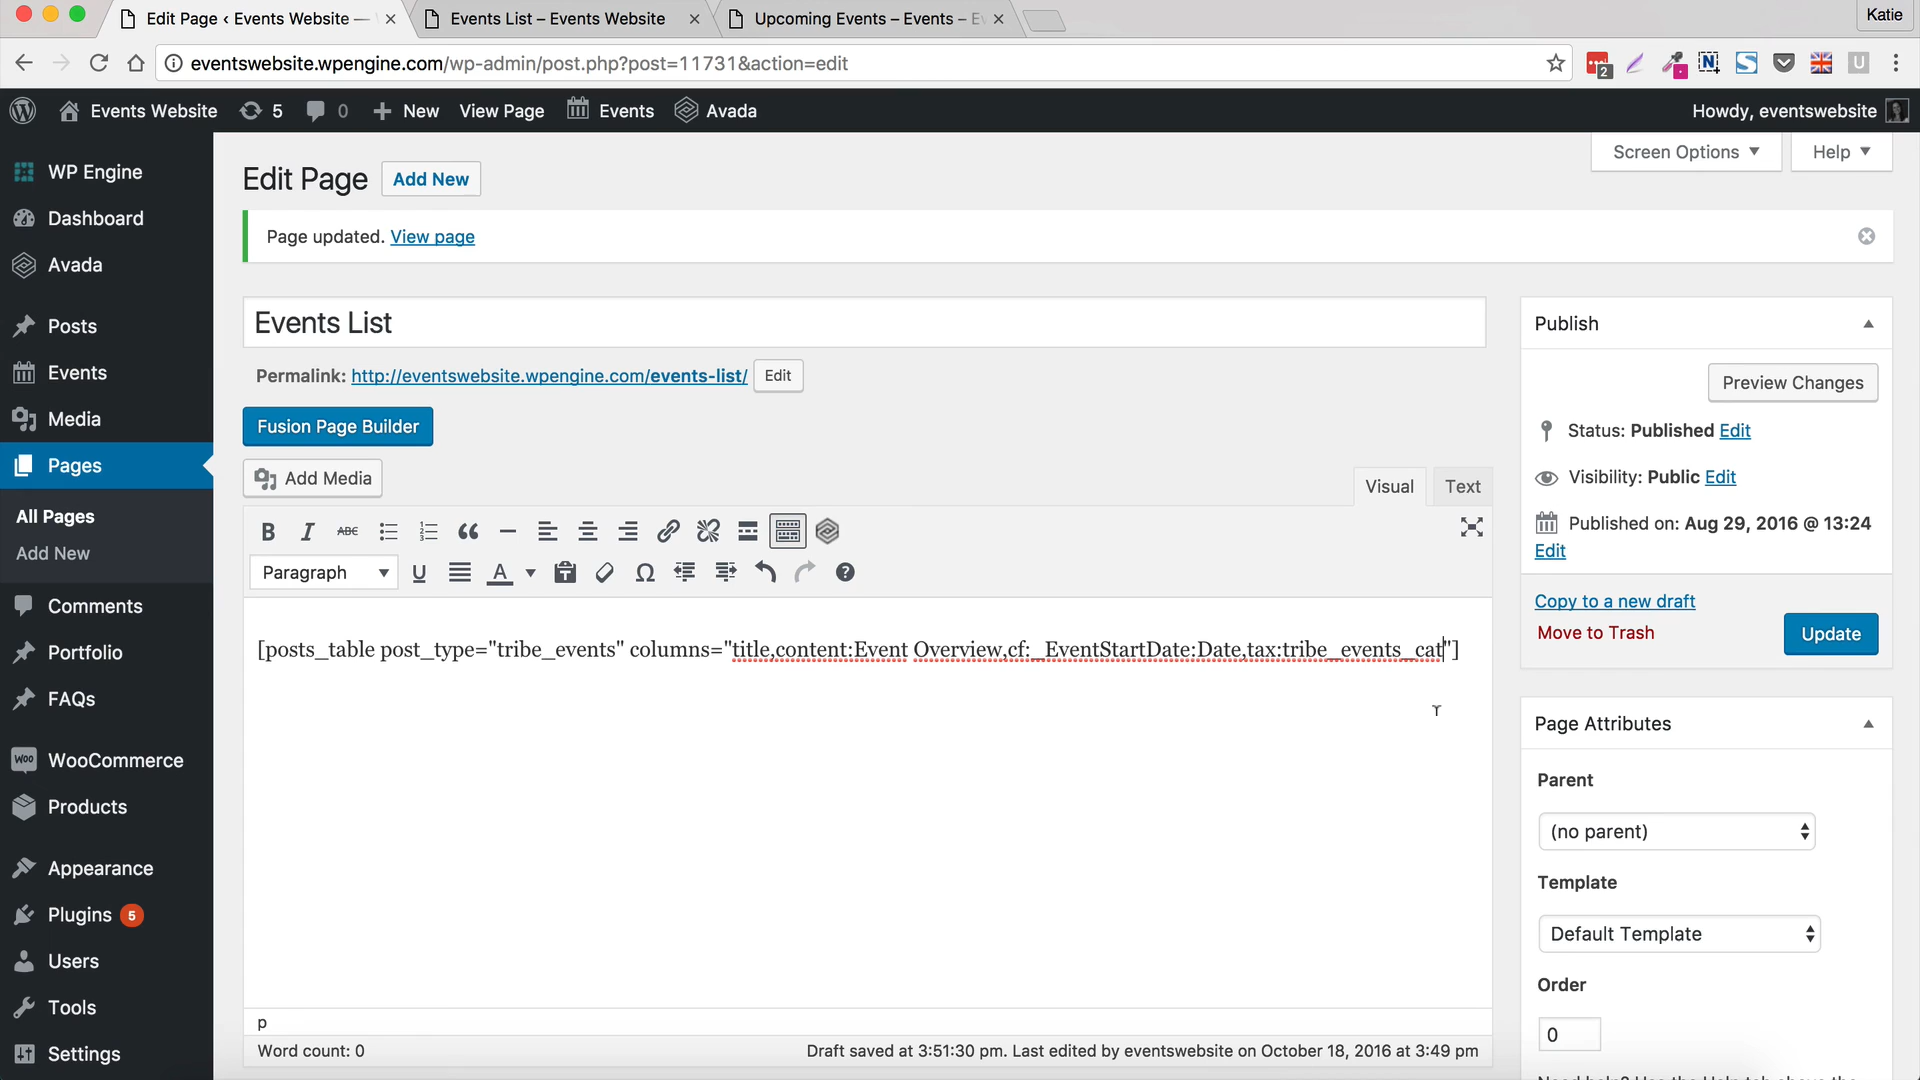 Edit Page ‹ Events Website —
Events List – Events Website
Upcoming Events – Events –
Katie
eventswebsite.wpengine.com/wp-admin/post.php?post=11731&action=edit
2
N
S
U
Events Website
5
0
New
View Page
Events
Avada
Howdy, eventswebsite
WP Engine
Dashboard
Avada
Posts
Events
Media
Pages
All Pages
Add New
Comments
Portfolio
FAQs
WooCommerce
Products
Appearance
Plugins 5
Users
Tools
Settings
Screen Options
Help
Edit Page
Add New
Page updated. View page
Events List
Permalink: http://eventswebsite.wpengine.com/events-list/ Edit
Fusion Page Builder
Add Media
Visual
Text
B I ABC
Paragraph
U A Ω ?
[posts_table post_type="tribe_events" columns="title,content:Event Overview,cf:_EventStartDate:Date,tax:tribe_events_cat"]
p
Word count: 0
Draft saved at 3:51:30 pm. Last edited by eventswebsite on October 18, 2016 at 3:49 pm
Publish
Preview Changes
Status: Published Edit
Visibility: Public Edit
Published on: Aug 29, 2016 @ 13:24
Edit
Copy to a new draft
Move to Trash
Update
Page Attributes
Parent
(no parent)
Template
Default Template
Order
0